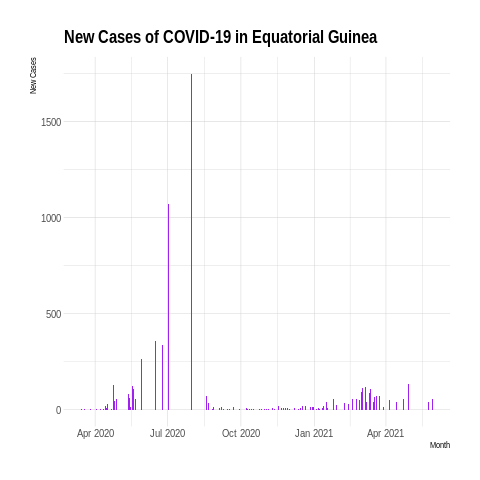 New Cases of COVID-19 in Equatorial Guinea
New Cases
1500
1000
500
0
Apr 2020 Jul 2020 Oct 2020 Jan 2021 Apr 2021
Month